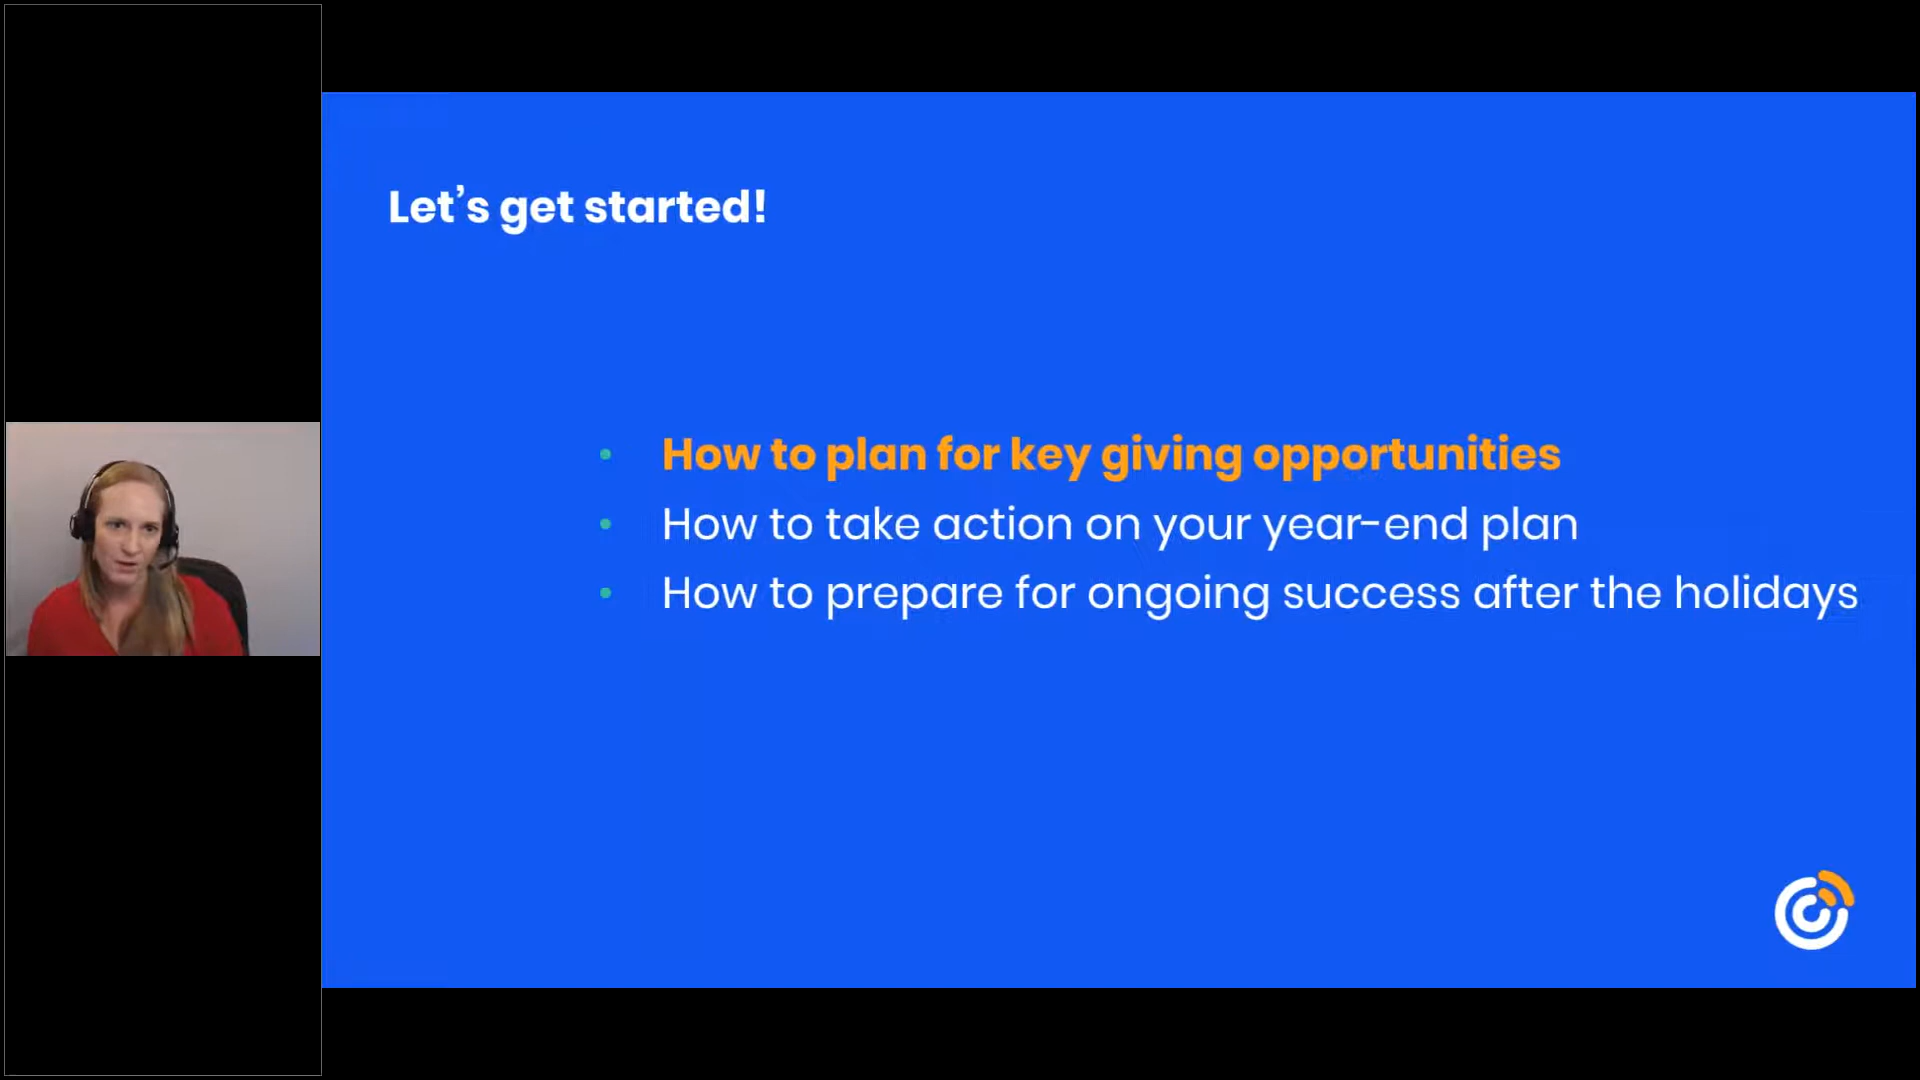 Let’s get started!
• How to plan for key giving opportunities
• How to take action on your year-end plan
• How to prepare for ongoing success after the holidays